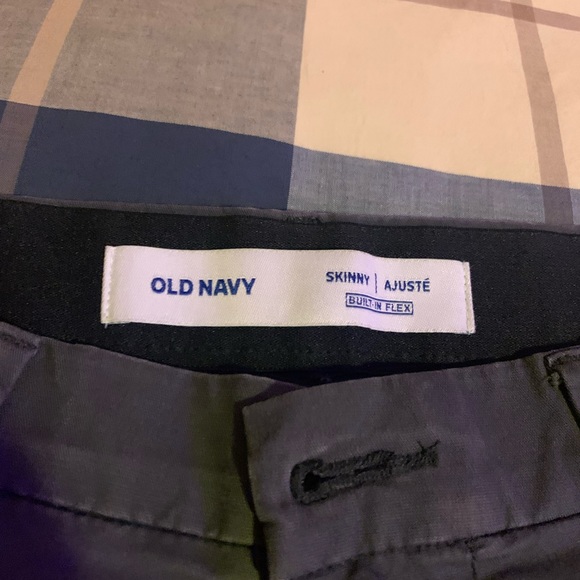 OLD NAVY
SKINNY | AJUSTÉ
BUILT-IN FLEX